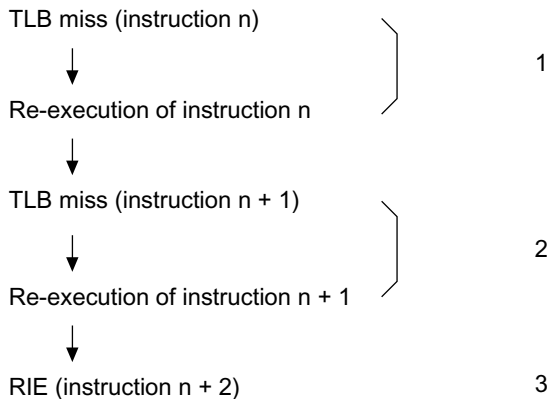 TLB miss (instruction n)
1
Re-execution of instruction n
TLB miss (instruction n + 1)
2
Re-execution of instruction n + 1
RIE (instruction n + 2)
3